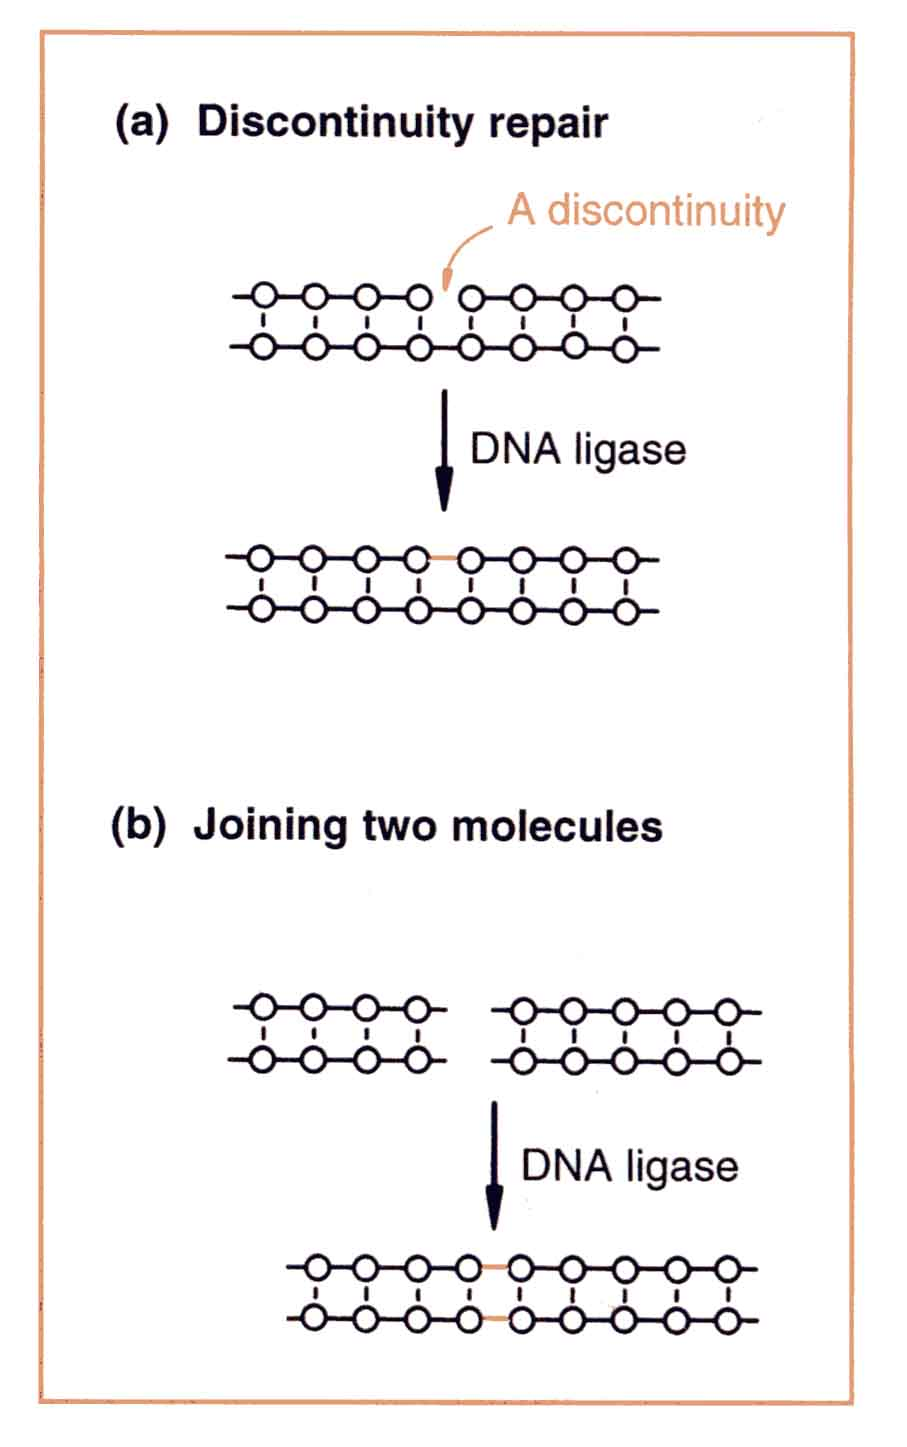 (a) Discontinuity repair
A discontinuity
DNA ligase
(b) Joining two molecules
DNA ligase